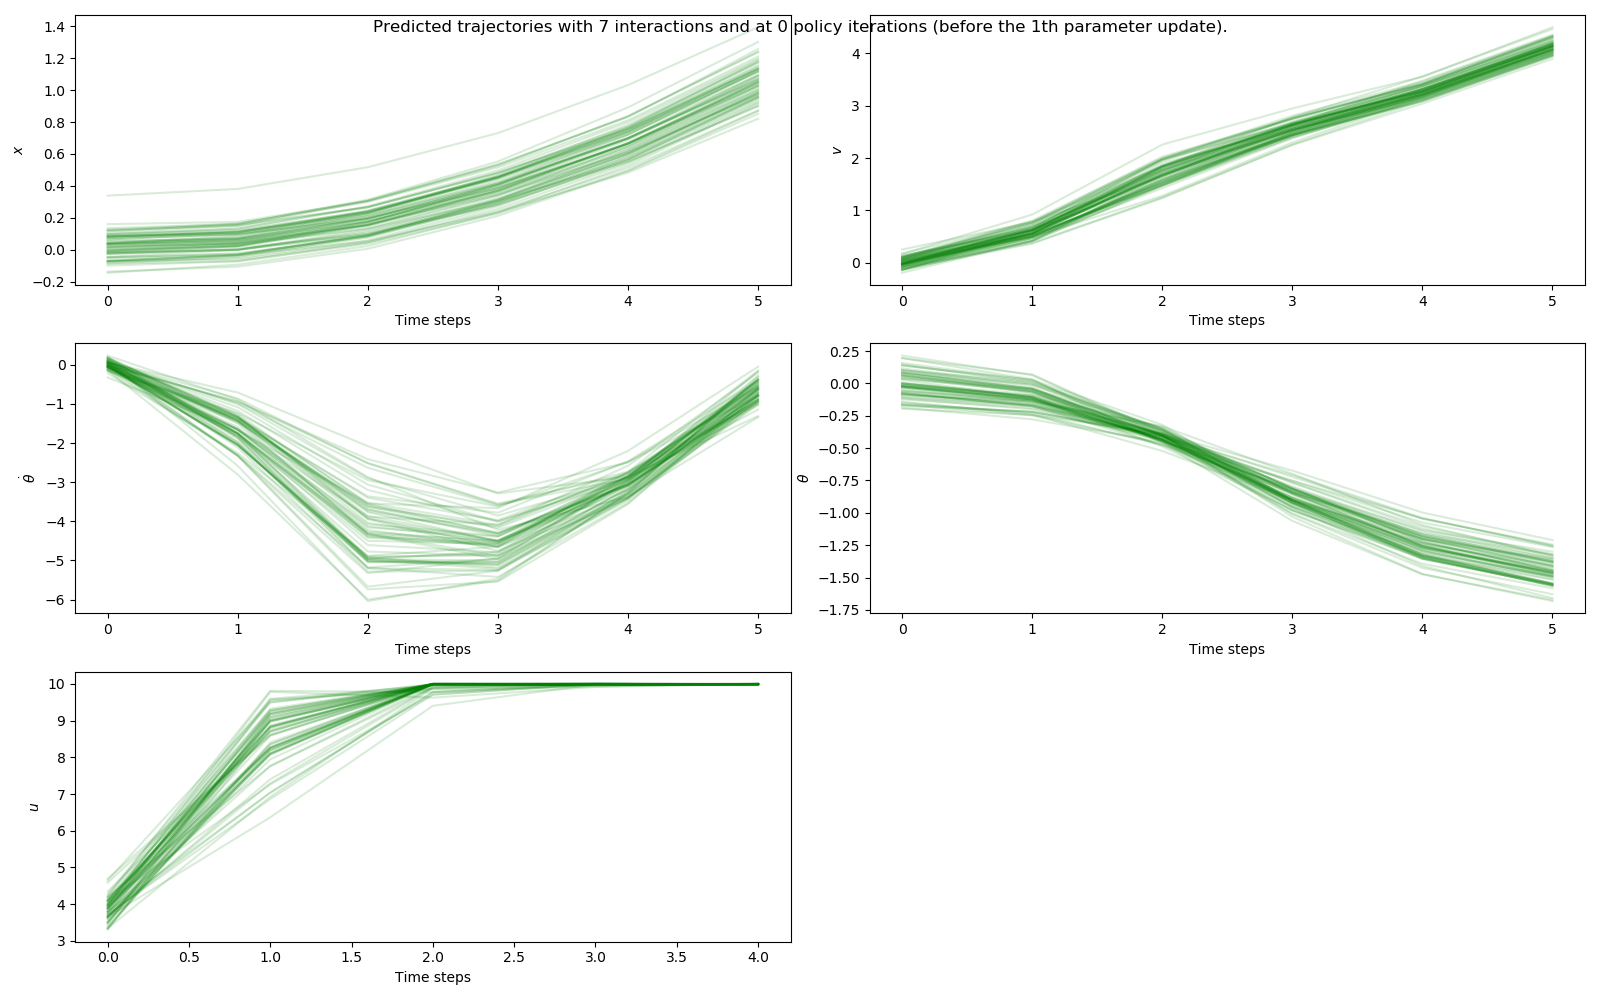 Predicted trajectories with 7 interactions and at 0 policy iterations (before the 1th parameter update).
1.4
1.2
1.0
0.8
0.6
0.4
0.2
0.0
−0.2
x
0 1 2 3 4 5
Time steps
4
3
2
1
0
v
0 1 2 3 4 5
Time steps
0
−1
−2
−3
−4
−5
−6
θ̇
0 1 2 3 4 5
Time steps
0.25
0.00
−0.25
−0.50
−0.75
−1.00
−1.25
−1.50
−1.75
θ
0 1 2 3 4 5
Time steps
10
9
8
7
6
5
4
3
u
0.0 0.5 1.0 1.5 2.0 2.5 3.0 3.5 4.0
Time steps